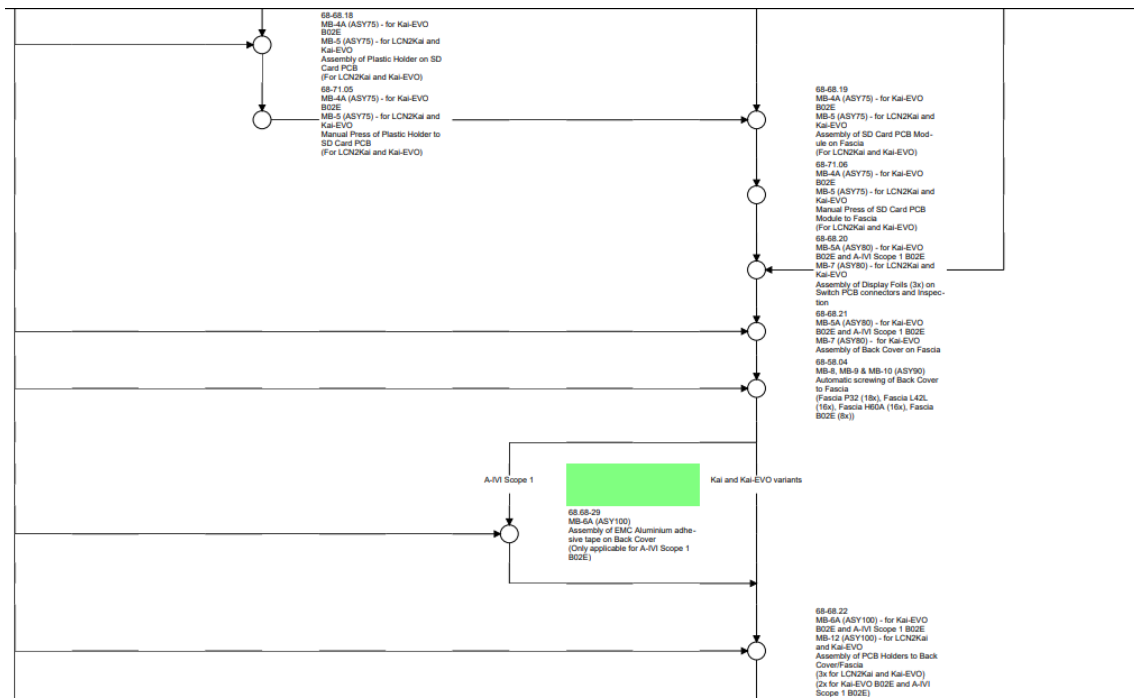 68-68.18
MB-4A (ASY75) - for Kai-EVO
B02E
MB-5 (ASY75) - for LCN2Kai and
Kai-EVO
Assembly of Plastic Holder on SD
Card PCB
(For LCN2Kai and Kai-EVO)
68-71.05
MB-4A (ASY75) - for Kai-EVO
B02E
MB-5 (ASY75) - for LCN2Kai and
Kai-EVO
Manual Press of Plastic Holder to
SD Card PCB
(For LCN2Kai and Kai-EVO)
68-68.19
MB-4A (ASY75) - for Kai-EVO
B02E
MB-5 (ASY75) - for LCN2Kai and
Kai-EVO
Assembly of SD Card PCB Mod-
ule on Fascia
(For LCN2Kai and Kai-EVO)
68-71.06
MB-4A (ASY75) - for Kai-EVO
B02E
MB-5 (ASY75) - for LCN2Kai and
Kai-EVO
Manual Press of SD Card PCB
Module to Fascia
(For LCN2Kai and Kai-EVO)
68-68.20
MB-5A (ASY80) - for Kai-EVO
B02E and A-IVI Scope 1 B02E
MB-7 (ASY80) - for LCN2Kai and
Kai-EVO
Assembly of Display Foils (3x) on
Switch PCB connectors and Inspec-
tion
68-68.21
MB-5A (ASY80) - for Kai-EVO
B02E and A-IVI Scope 1 B02E
MB-7 (ASY80) - for Kai-EVO
Assembly of Back Cover on Fascia
68-58.04
MB-8, MB-9 & MB-10 (ASY90)
Automatic screwing of Back Cover
to Fascia
(Fascia P32 (18x), Fascia L42L
(16x), Fascia H60A (16x), Fascia
B02E (8x))
A-IVI Scope 1
Kai and Kai-EVO variants
68.68-29
MB-6A (ASY100)
Assembly of EMC Aluminium adhe-
sive tape on Back Cover
(Only applicable for A-IVI Scope 1
B02E)
68-68.22
MB-6A (ASY100) - for Kai-EVO
B02E and A-IVI Scope 1 B02E
MB-12 (ASY100) - for LCN2Kai
and Kai-EVO
Assembly of PCB Holders to Back
Cover/Fascia
(3x for LCN2Kai and Kai-EVO)
(2x for Kai-EVO B02E and A-IVI
Scope 1 B02E)